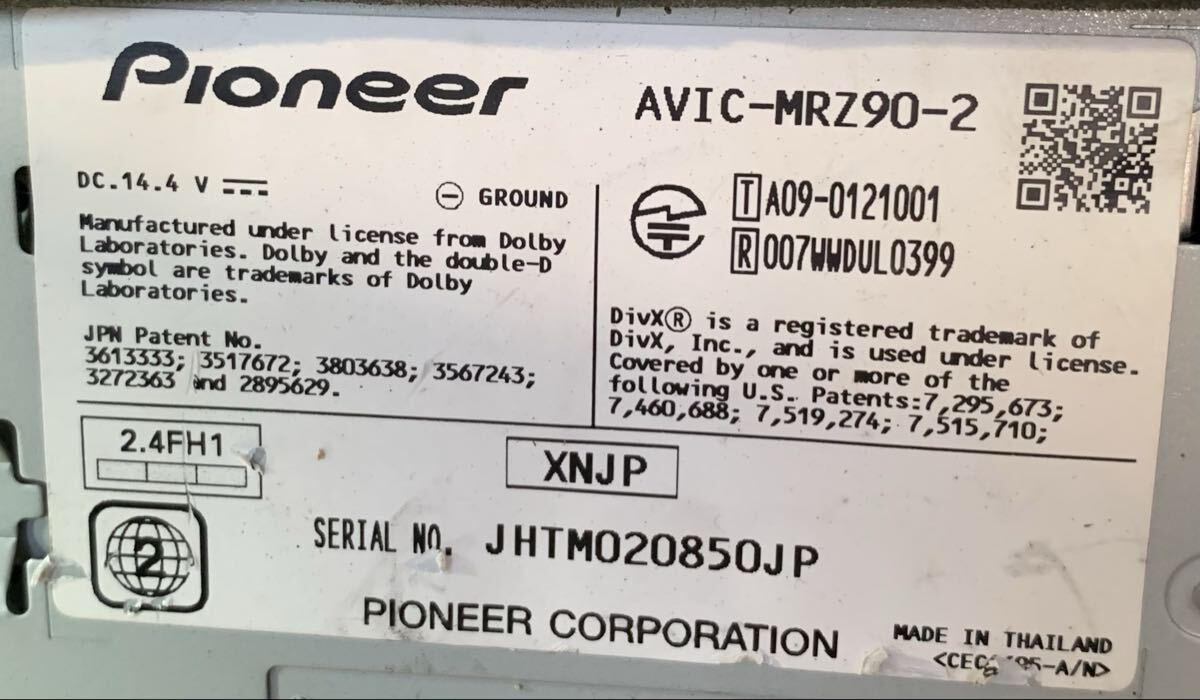 Pioneer
AVIC-MRZ90-2
DC.14.4 V
GROUND
Manufactured under license from Dolby
Laboratories. Dolby and the double-D
symbol are trademarks of Dolby
Laboratories.
JPN Patent No.
3613333; 3517672; 3803638; 3567243;
3272363 and 2895629.
T A09-0121001
R 007WWDUL0399
DivX® is a registered trademark of
DivX, Inc., and is used under license.
Covered by one or more of the
following U.S. Patents:7,295,673;
7,460,688; 7,519,274; 7,515,710;
2.4FH1
XNJP
2
SERIAL NO. JHTM020850JP
PIONEER CORPORATION
MADE IN THAILAND